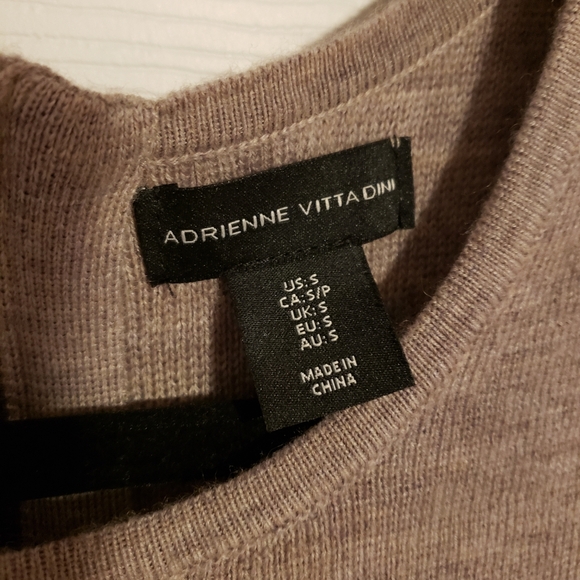 ADRIENNE VITTADINI
US:S
CA:S/P
UK:S
EU:S
AU:S
MADE IN
CHINA